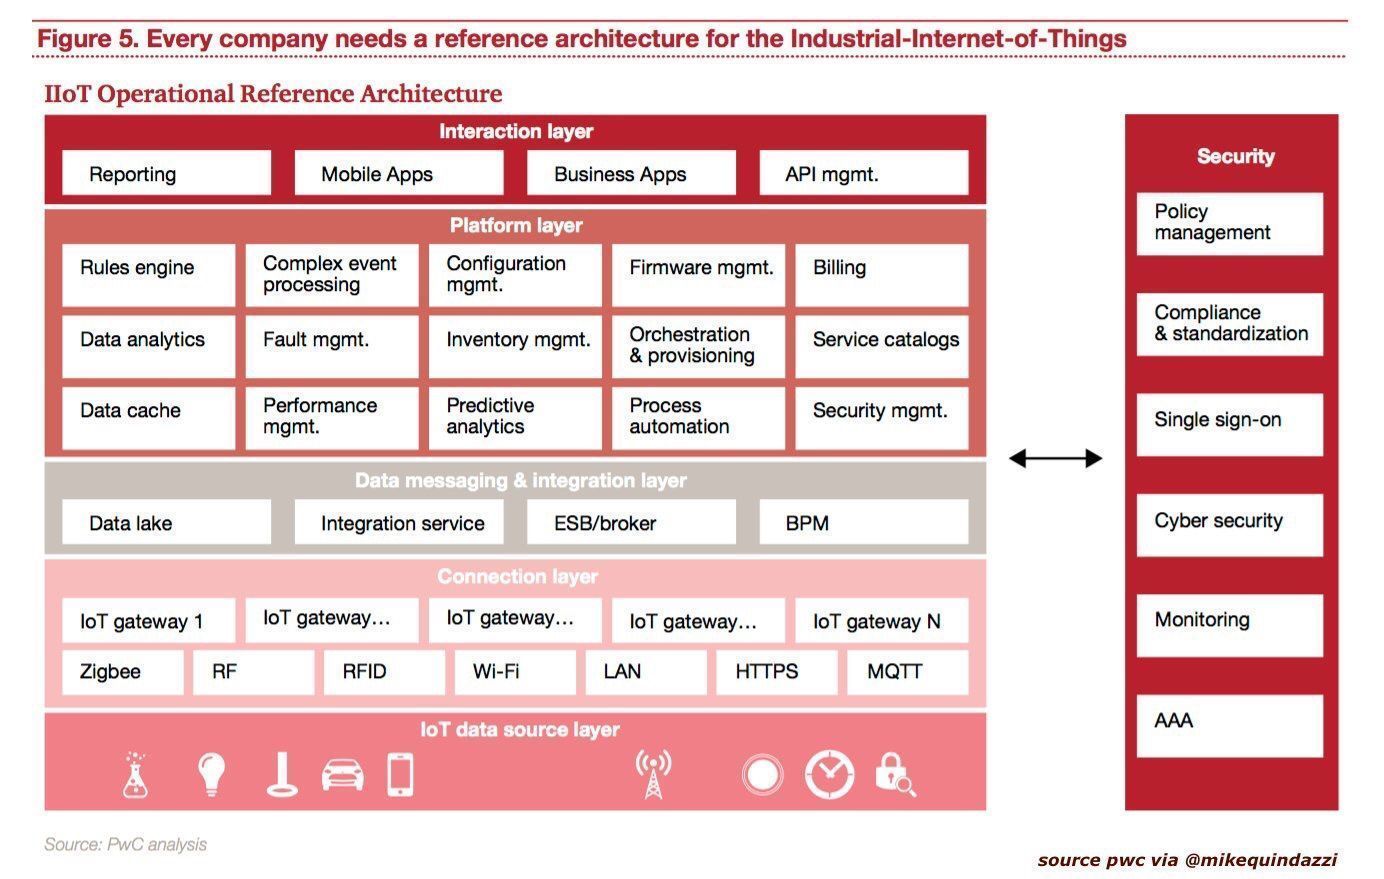 Figure 5. Every company needs a reference architecture for the Industrial-Internet-of-Things
IIoT Operational Reference Architecture
Interaction layer
Reporting
Mobile Apps
Business Apps
API mgmt.
Platform layer
Rules engine
Complex event
processing
Configuration
mgmt.
Firmware mgmt.
Billing
Data analytics
Fault mgmt.
Inventory mgmt.
Orchestration
& provisioning
Service catalogs
Data cache
Performance
mgmt.
Predictive
analytics
Process
automation
Security mgmt.
Data messaging & integration layer
Data lake
Integration service
ESB/broker
BPM
Connection layer
IoT gateway 1
IoT gateway…
IoT gateway…
IoT gateway…
IoT gateway N
Zigbee
RF
RFID
Wi-Fi
LAN
HTTPS
MQTT
IoT data source layer
Security
Policy
management
Compliance
& standardization
Single sign-on
Cyber security
Monitoring
AAA
Source: PwC analysis
source pwc via @mikequindazzi